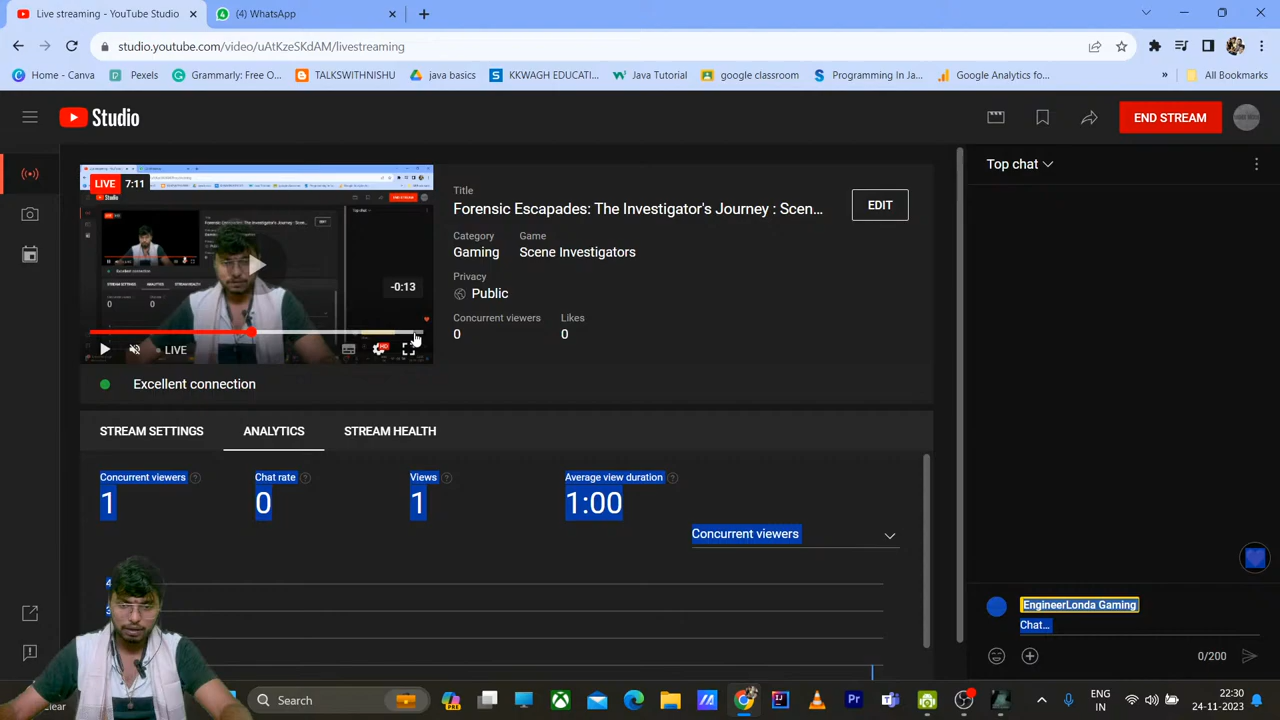 Live streaming - YouTube Studio
(4) WhatsApp
studio.youtube.com/video/uAtKzeSKdAM/livestreaming
Home - Canva
Pexels
Grammarly: Free O...
TALKSWITHNISHU
java basics
KKWAGH EDUCATI...
Java Tutorial
google classroom
Programming In Ja...
Google Analytics fo...
»
All Bookmarks
Studio
END STREAM
LIVE 7:11
-0:13
LIVE
HD
Title
Forensic Escapades: The Investigator's Journey : Scen...
EDIT
Category Game
Gaming Scene Investigators
Privacy
Public
Concurrent viewers Likes
0 0
Top chat
Excellent connection
STREAM SETTINGS ANALYTICS STREAM HEALTH
Concurrent viewers Chat rate Views Average view duration
1 0 1 1:00
Concurrent viewers
4
3
EngineerLonda Gaming
Chat...
0/200
Clear
Search
ENG
IN
22:30
24-11-2023